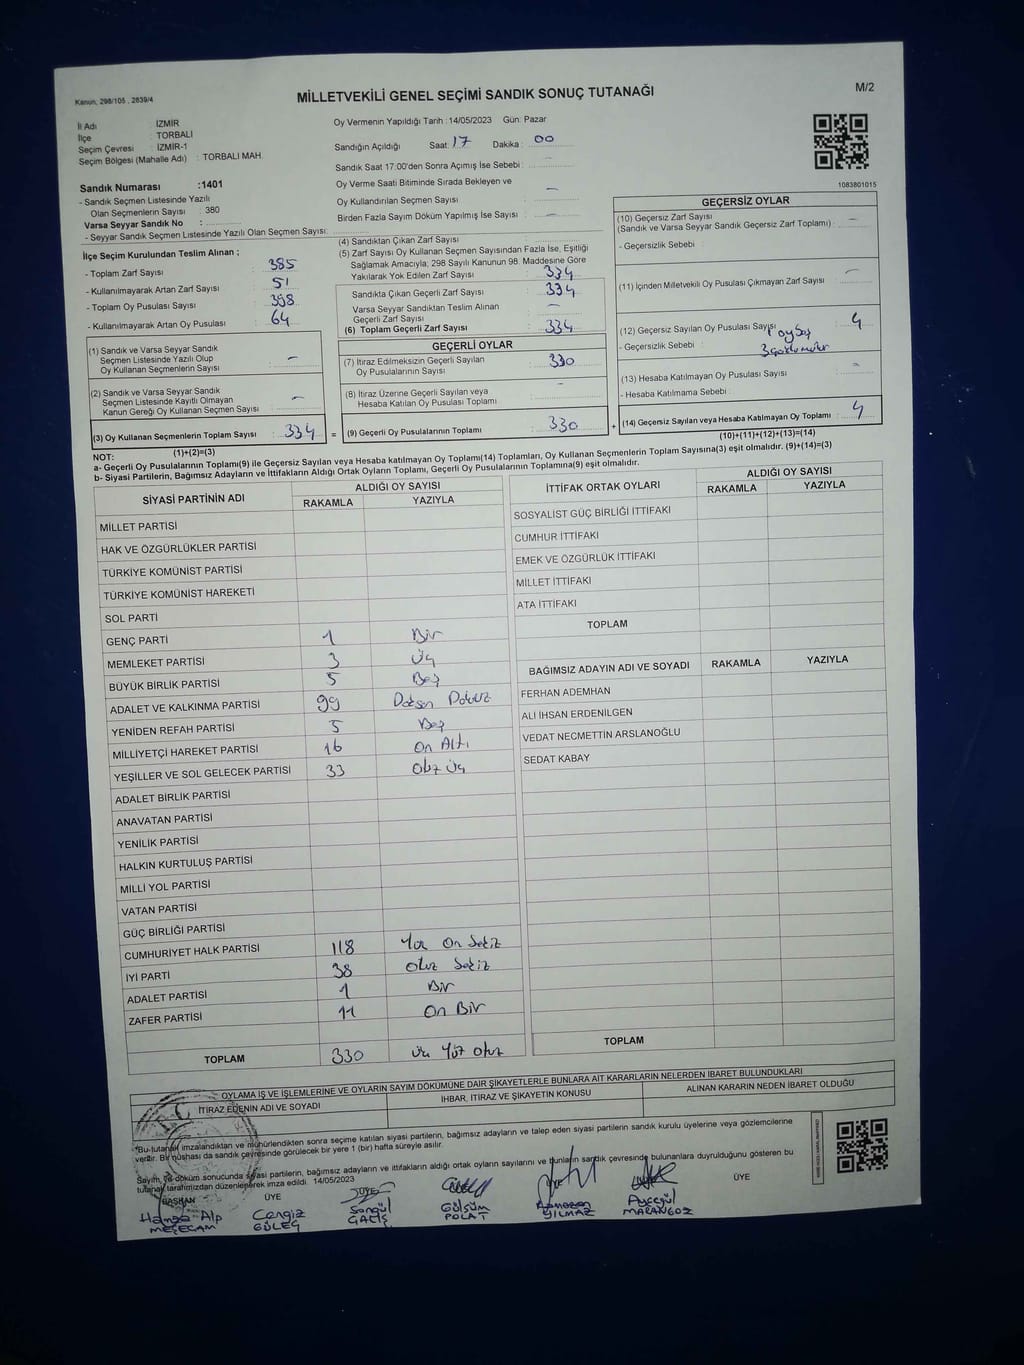 Kanun, 298/105 , 2839/4
MİLLETVEKİLİ GENEL SEÇİMİ SANDIK SONUÇ TUTANAĞI
M/2
İl Adı : İZMİR
İlçe : TORBALI
Seçim Çevresi : İZMİR-1
Seçim Bölgesi (Mahalle Adı) : TORBALI MAH.
Oy Vermenin Yapıldığı Tarih : 14/05/2023 Gün: Pazar
Sandığın Açıldığı Saat: 17 Dakika : 00
Sandık Saat 17:00'den Sonra Açımış İse Sebebi : –
Oy Verme Saati Bitiminde Sırada Bekleyen ve
Oy Kullandırılan Seçmen Sayısı : –
Birden Fazla Sayım Döküm Yapılmış İse Sayısı : –
1083801015
Sandık Numarası :1401
- Sandık Seçmen Listesinde Yazılı
Olan Seçmenlerin Sayısı : 380
Varsa Seyyar Sandık No :
- Seyyar Sandık Seçmen Listesinde Yazılı Olan Seçmen Sayısı:
İlçe Seçim Kurulundan Teslim Alınan ;
- Toplam Zarf Sayısı : 385
- Kullanılmayarak Artan Zarf Sayısı : 51
- Toplam Oy Pusulası Sayısı : 398
- Kullanılmayarak Artan Oy Pusulası : 64
(1) Sandık ve Varsa Seyyar Sandık
Seçmen Listesinde Yazılı Olup
Oy Kullanan Seçmenlerin Sayısı : –
(2) Sandık ve Varsa Seyyar Sandık
Seçmen Listesinde Kayıtlı Olmayan
Kanun Gereği Oy Kullanan Seçmen Sayısı : –
(3) Oy Kullanan Seçmenlerin Toplam Sayısı : 334 =
(1)+(2)=(3)
(4) Sandıktan Çıkan Zarf Sayısı :
(5) Zarf Sayısı Oy Kullanan Seçmen Sayısından Fazla İse, Eşitliği
Sağlamak Amacıyla; 298 Sayılı Kanunun 98. Maddesine Göre
Yakılarak Yok Edilen Zarf Sayısı : 334
Sandıkta Çıkan Geçerli Zarf Sayısı : 334
Varsa Seyyar Sandıktan Teslim Alınan
Geçerli Zarf Sayısı : –
(6) Toplam Geçerli Zarf Sayısı : 334
GEÇERLİ OYLAR
(7) İtiraz Edilmeksizin Geçerli Sayılan
Oy Pusulalarının Sayısı : 330
(8) İtiraz Üzerine Geçerli Sayılan veya
Hesaba Katılan Oy Pusulası Toplamı : –
(9) Geçerli Oy Pusulalarının Toplamı : 330 +
GEÇERSİZ OYLAR
(10) Geçersiz Zarf Sayısı
(Sandık ve Varsa Seyyar Sandık Geçersiz Zarf Toplamı) : –
- Geçersizlik Sebebi :
(11) İçinden Milletvekili Oy Pusulası Çıkmayan Zarf Sayısı : –
(12) Geçersiz Sayılan Oy Pusulası Sayısı : 4
- Geçersizlik Sebebi :
(13) Hesaba Katılmayan Oy Pusulası Sayısı : –
- Hesaba Katılmama Sebebi :
(14) Geçersiz Sayılan veya Hesaba Katılmayan Oy Toplamı : 4
(10)+(11)+(12)+(13)=(14)
NOT:
a- Geçerli Oy Pusulalarının Toplamı(9) ile Geçersiz Sayılan veya Hesaba Katılmayan Oy Toplamı(14) Toplamları, Oy Kullanan Seçmenlerin Toplam Sayısına(3) eşit olmalıdır. (9)+(14)=(3)
b- Siyasi Partilerin, Bağımsız Adayların ve İttifakların Aldığı Ortak Oyların Toplamı, Geçerli Oy Pusulalarının Toplamına(9) eşit olmalıdır.
SİYASİ PARTİNİN ADI ALDIĞI OY SAYISI
RAKAMLA YAZIYLA
MİLLET PARTİSİ
HAK VE ÖZGÜRLÜKLER PARTİSİ
TÜRKİYE KOMÜNİST PARTİSİ
TÜRKİYE KOMÜNİST HAREKETİ
SOL PARTİ
GENÇ PARTİ 1 Bir
MEMLEKET PARTİSİ 3 Üç
BÜYÜK BİRLİK PARTİSİ 5 Beş
ADALET VE KALKINMA PARTİSİ 99 Doksan Dokuz
YENİDEN REFAH PARTİSİ 5 Beş
MİLLİYETÇİ HAREKET PARTİSİ 16 On Altı
YEŞİLLER VE SOL GELECEK PARTİSİ 33 Otuz Üç
ADALET BİRLİK PARTİSİ
ANAVATAN PARTİSİ
YENİLİK PARTİSİ
HALKIN KURTULUŞ PARTİSİ
MİLLİ YOL PARTİSİ
VATAN PARTİSİ
GÜÇ BİRLİĞİ PARTİSİ
CUMHURİYET HALK PARTİSİ 118 Yüz On Sekiz
İYİ PARTİ 38 Otuz Sekiz
ADALET PARTİSİ 1 Bir
ZAFER PARTİSİ 11 On Bir
TOPLAM 330 Üç Yüz Otuz
İTTİFAK ORTAK OYLARI ALDIĞI OY SAYISI
RAKAMLA YAZIYLA
SOSYALİST GÜÇ BİRLİĞİ İTTİFAKI
CUMHUR İTTİFAKI
EMEK VE ÖZGÜRLÜK İTTİFAKI
MİLLET İTTİFAKI
ATA İTTİFAKI
TOPLAM
BAĞIMSIZ ADAYIN ADI VE SOYADI RAKAMLA YAZIYLA
FERHAN ADEMHAN
ALİ İHSAN ERDENİLGEN
VEDAT NECMETTİN ARSLANOĞLU
SEDAT KABAY
TOPLAM
OYLAMA İŞ VE İŞLEMLERİNE VE OYLARIN SAYIM DÖKÜMÜNE DAİR ŞİKAYETLERLE BUNLARA AİT KARARLARIN NELERDEN İBARET BULUNDUKLARI
İTİRAZ EDENİN ADI VE SOYADI İHBAR, İTİRAZ VE ŞİKAYETİN KONUSU ALINAN KARARIN NEDEN İBARET OLDUĞU
*Bu tutanak imzalandıktan ve mühürlendikten sonra seçime katılan siyasi partilerin, bağımsız adayların ve talep eden siyasi partilerin sandık kurulu üyelerine veya gözlemcilerine
verilir. Bir nüshası da sandık çevresinde görülecek bir yere 1 (bir) hafta süreyle asılır.
Sayım, ve döküm sonucunda siyasi partilerin, bağımsız adayların ve ittifakların aldığı ortak oyların sayılarını ve bunların sandık çevresinde bulunanlara duyrulduğunu gösteren bu
tutanak tarafımızdan düzenlenerek imza edildi. 14/05/2023
BAŞKAN ÜYE ÜYE ÜYE
Hamza Alp Cengiz Songül Gülsüm Ramazan Ayşegül
GÜLEÇ POLAT YILMAZ MARANGOZ